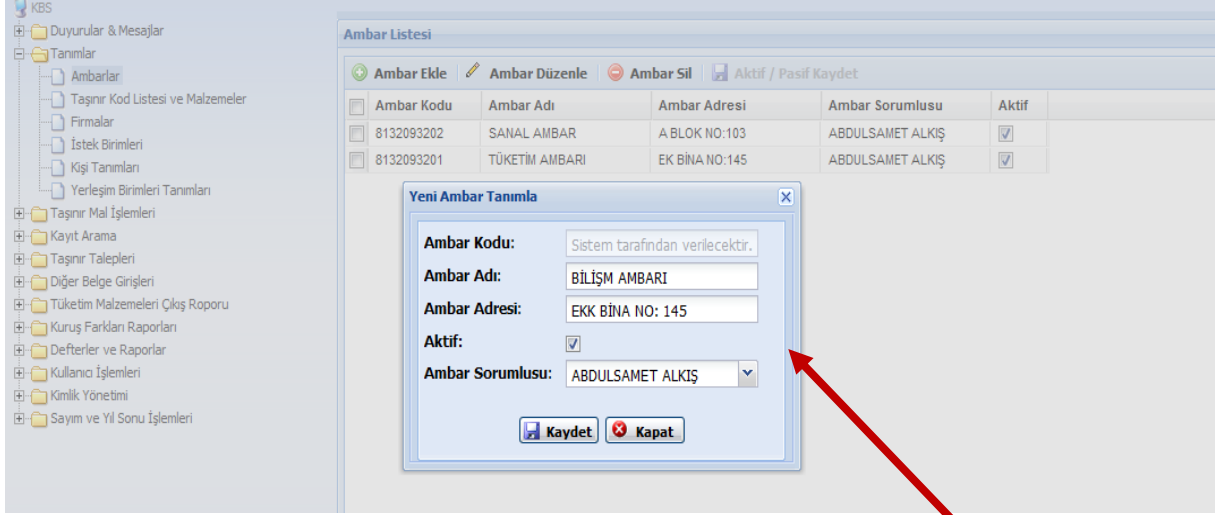 KBS
Duyurular & Mesajlar
Tanımlar
Ambarlar
Taşınır Kod Listesi ve Malzemeler
Firmalar
İstek Birimleri
Kişi Tanımları
Yerleşim Birimleri Tanımları
Taşınır Mal İşlemleri
Kayıt Arama
Taşınır Talepleri
Diğer Belge Girişleri
Tüketim Malzemeleri Çıkış Roporu
Kuruş Farkları Raporları
Defterler ve Raporlar
Kullanıcı İşlemleri
Kimlik Yönetimi
Sayım ve Yıl Sonu İşlemleri
Ambar Listesi
Ambar Ekle Ambar Düzenle Ambar Sil Aktif / Pasif Kaydet
Ambar Kodu Ambar Adı Ambar Adresi Ambar Sorumlusu Aktif
8132093202 SANAL AMBAR A BLOK NO:103 ABDULSAMET ALKIŞ
8132093201 TÜKETİM AMBARI EK BİNA NO:145 ABDULSAMET ALKIŞ
Yeni Ambar Tanımla
Ambar Kodu: Sistem tarafından verilecektir.
Ambar Adı: BİLİŞM AMBARI
Ambar Adresi: EKK BİNA NO: 145
Aktif:
Ambar Sorumlusu: ABDULSAMET ALKIŞ
Kaydet Kapat